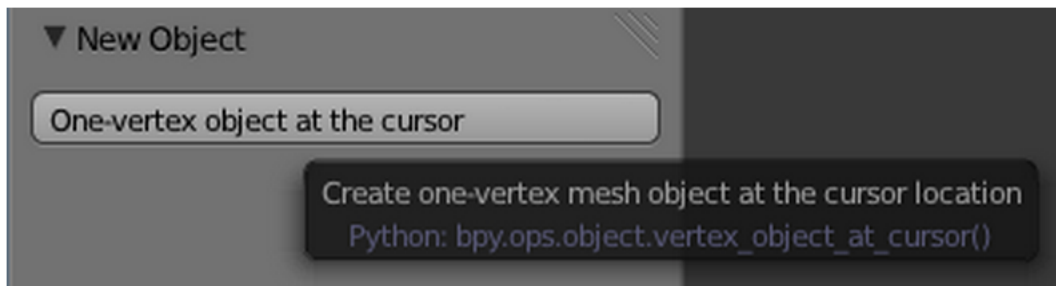 New Object
One-vertex object at the cursor
Create one-vertex mesh object at the cursor location
Python: bpy.ops.object.vertex_object_at_cursor()